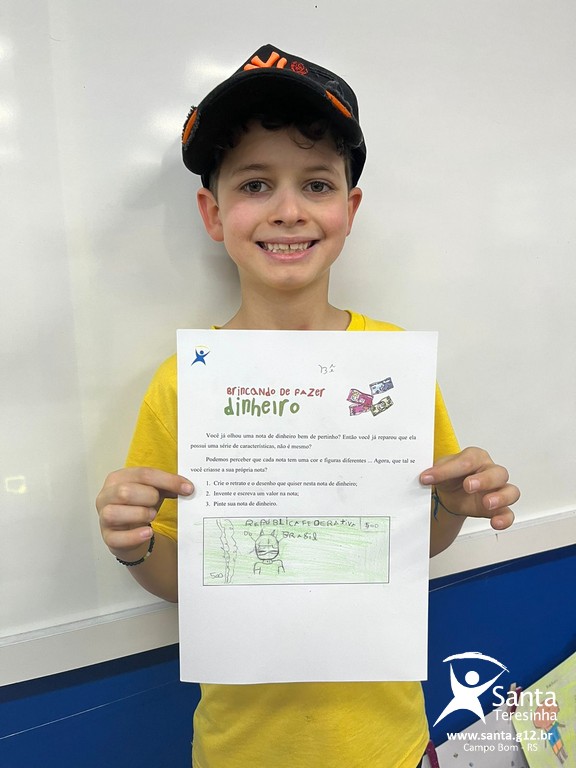 BRINCANDO DE FAZER
dinheiro
Você já olhou uma nota de dinheiro bem de pertinho? Então você já reparou que ela
possui uma série de características, não é mesmo?
Podemos perceber que cada nota tem uma cor e figuras diferentes ... Agora, que tal se
você criasse a sua própria nota?
1. Crie o retrato e o desenho que quiser nesta nota de dinheiro;
2. Invente e escreva um valor na nota;
3. Pinte sua nota de dinheiro.
REPUBLICA FEDERATIVA 500
DO BRASIL
500
Santa
Teresinha
www.santa.g12.br
Campo Bom - RS